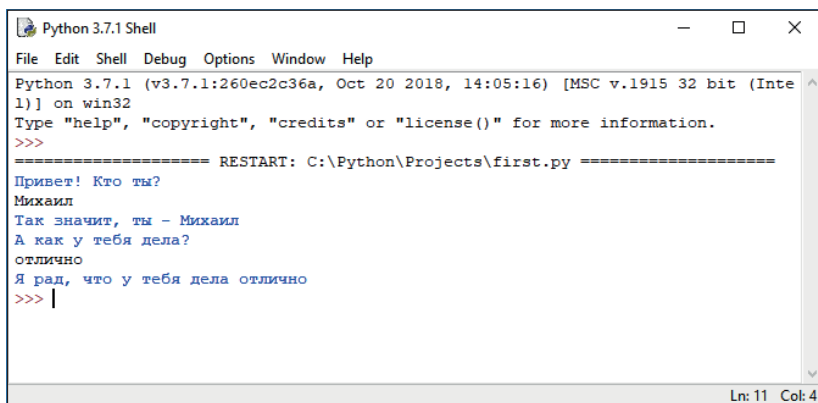 Python 3.7.1 Shell
File Edit Shell Debug Options Window Help
Python 3.7.1 (v3.7.1:260ec2c36a, Oct 20 2018, 14:05:16) [MSC v.1915 32 bit (Inte
l)] on win32
Type "help", "copyright", "credits" or "license()" for more information.
>>>
==================== RESTART: C:\Python\Projects\first.py ====================
Привет! Кто ты?
Михаил
Так значит, ты - Михаил
А как у тебя дела?
отлично
Я рад, что у тебя дела отлично
>>>
Ln: 11 Col: 4